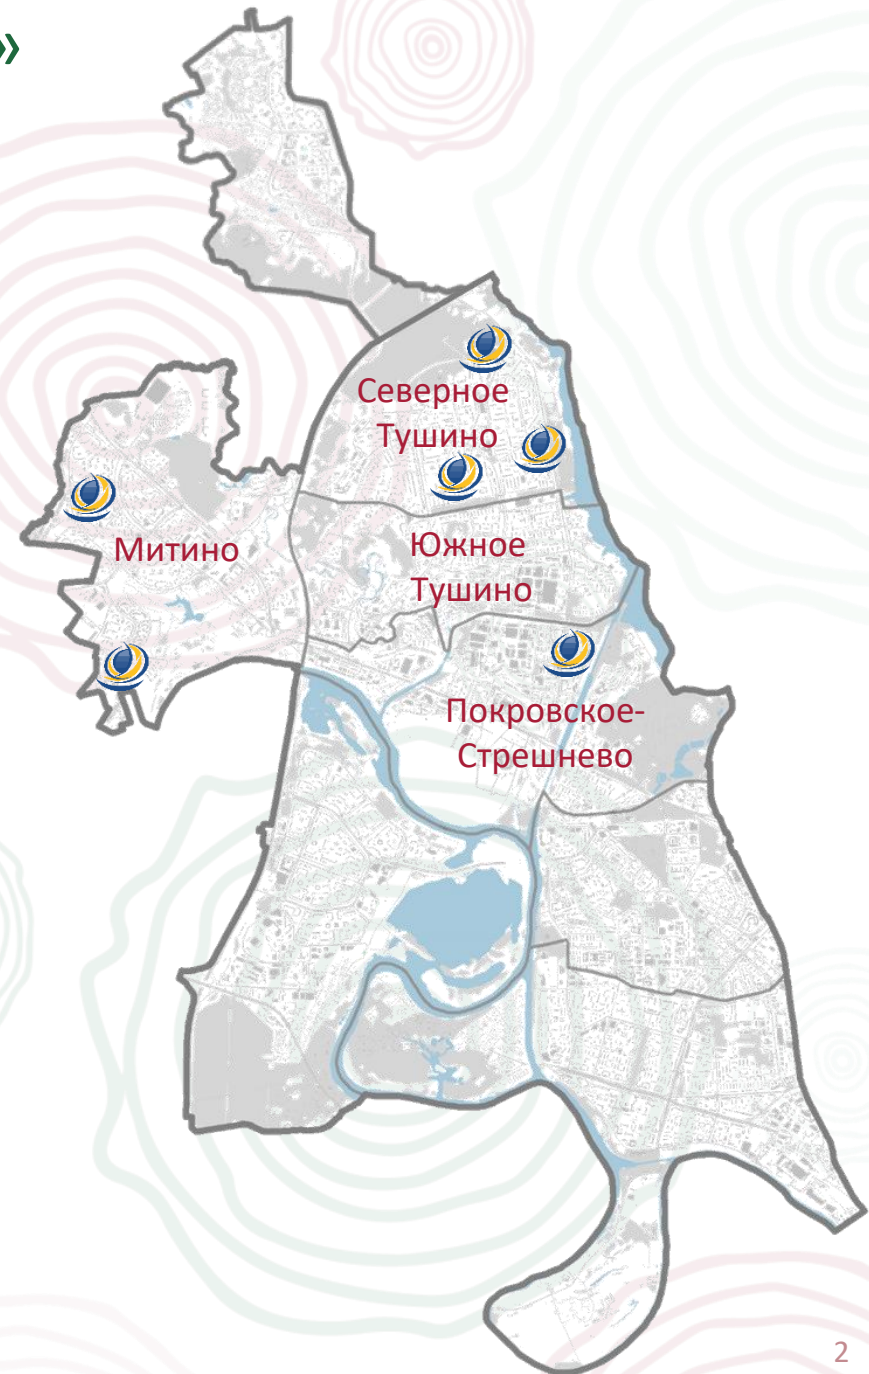 »
Северное
Тушино
Митино
Южное
Тушино
Покровское-
Стрешнево
2